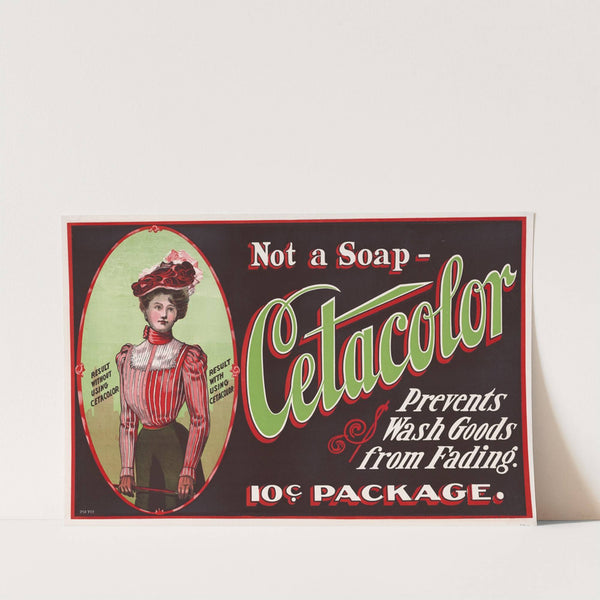 Not a Soap -
Cetacolor
Prevents
Wash Goods
from Fading.
10¢ PACKAGE.
RESULT
WITHOUT
USING
CETACOLOR
RESULT
WITH
USING
CETACOLOR